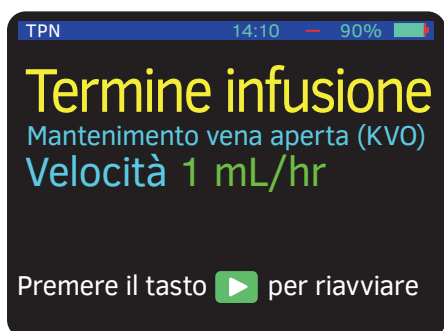 TPN 14:10 90%
Termine infusione
Mantenimento vena aperta (KVO)
Velocità 1 mL/hr
Premere il tasto per riavviare